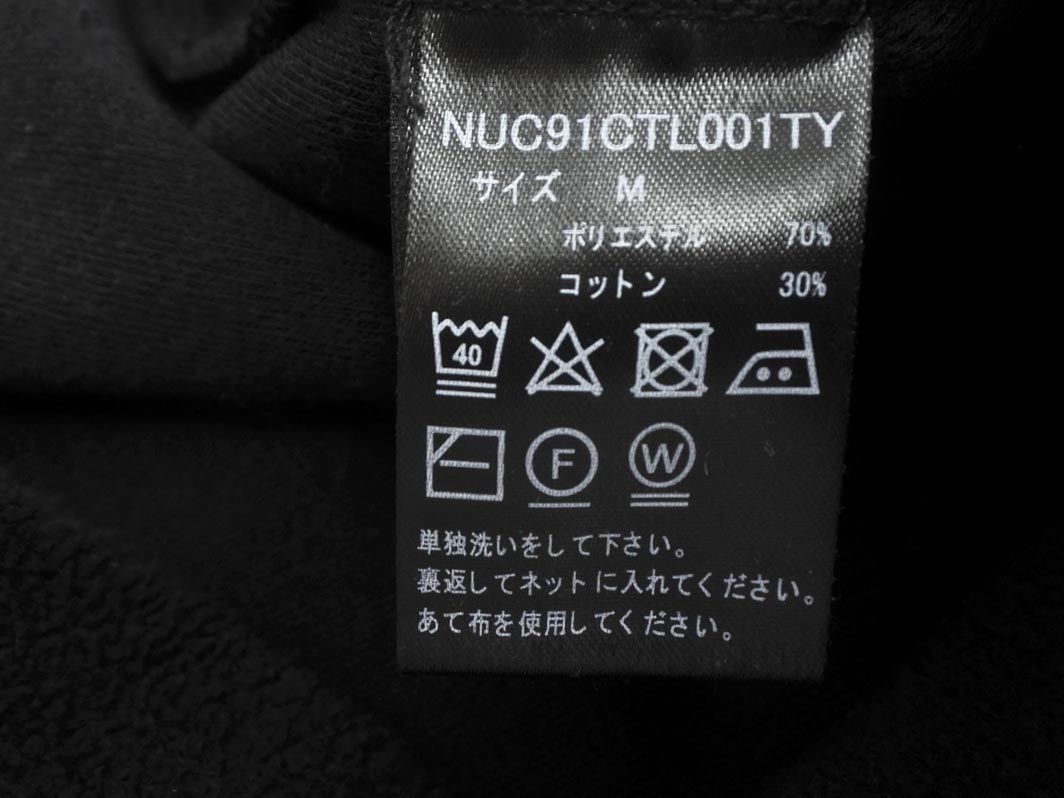 NUC91CTL001TY
サイズ M
ポリエステル 70%
コットン 30%
40
F
W
単独洗いをして下さい。
裏返してネットに入れてください。
あて布を使用してください。